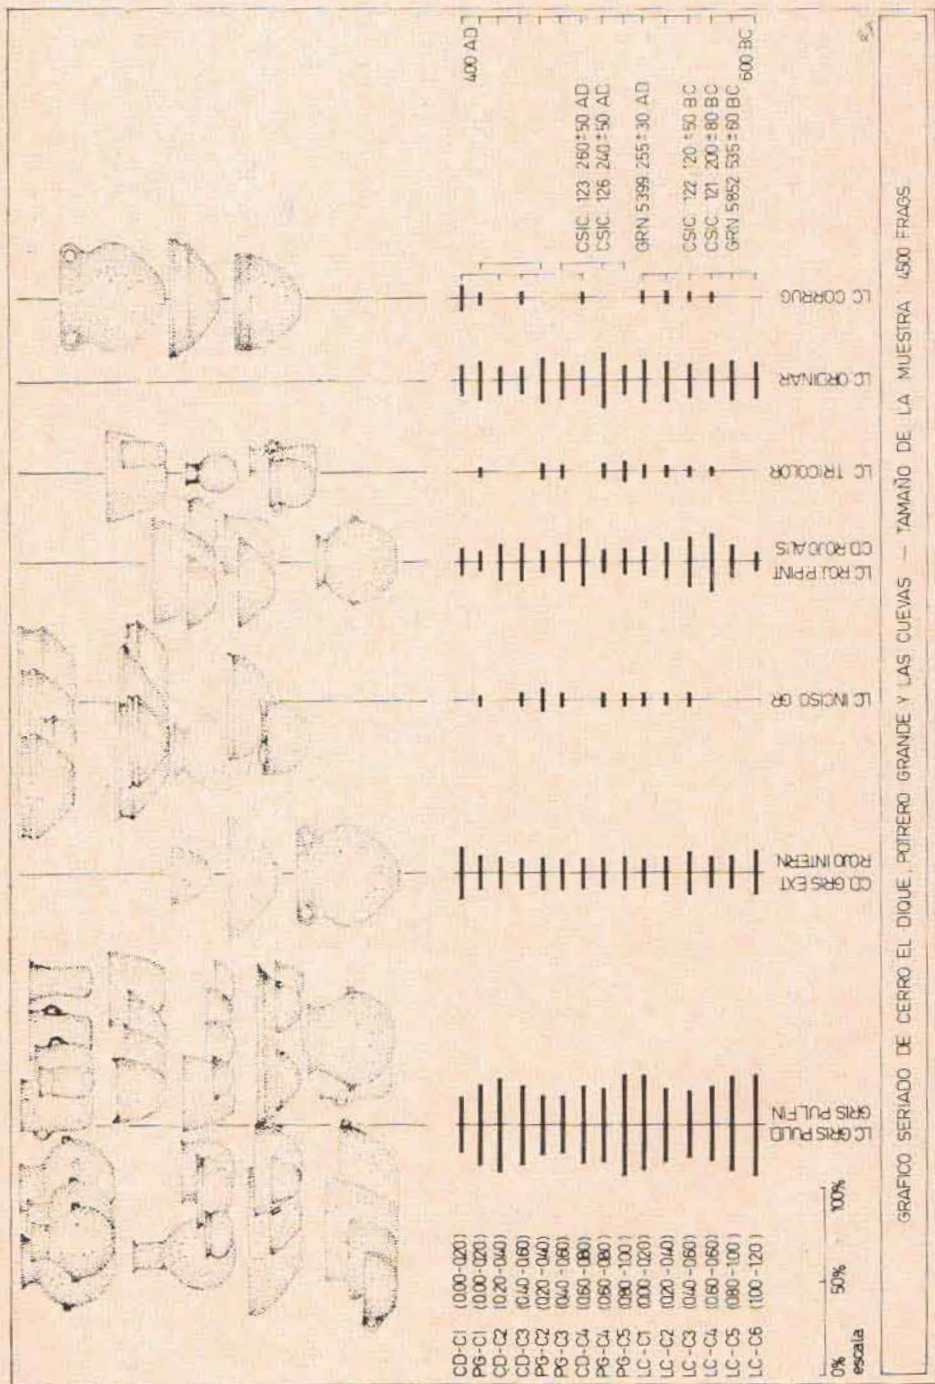 400 AD
CSIC. 123 260±50 AD
CSIC. 126 240±50 AD
GRN 5399 255±30 AD
CSIC. 122 120±50 BC
CSIC. 121 200±80 BC
GRN 5852 535±60 BC
600 BC
CD-C1 (0.00-0.20)
PG-C1 (0.00-0.20)
CD-C2 (0.20-0.40)
CD-C3 (0.40-0.60)
PG-C2 (0.20-0.40)
PG-C3 (0.40-0.60)
CD-C4 (0.60-0.80)
PG-C4 (0.60-0.80)
PG-C5 (0.80-1.00)
LC-C1 (0.00-0.20)
LC-C2 (0.20-0.40)
LC-C3 (0.40-0.60)
LC-C4 (0.60-0.80)
LC-C5 (0.80-1.00)
LC-C6 (1.00-1.20)
LC GRIS PULID
GRIS PUL FIN
CD GRIS EXT
ROJO INTERN
LC INCISO GR
LC ROJ. P. PINT
CD ROJO ALIS
LC TRICOLOR
LC ORDINAR
LC CORRUG
0% 50% 100%
escala
GRAFICO SERIADO DE CERRO EL DIQUE, POTRERO GRANDE Y LAS CUEVAS — TAMAÑO DE LA MUESTRA 4500 FRAGS.